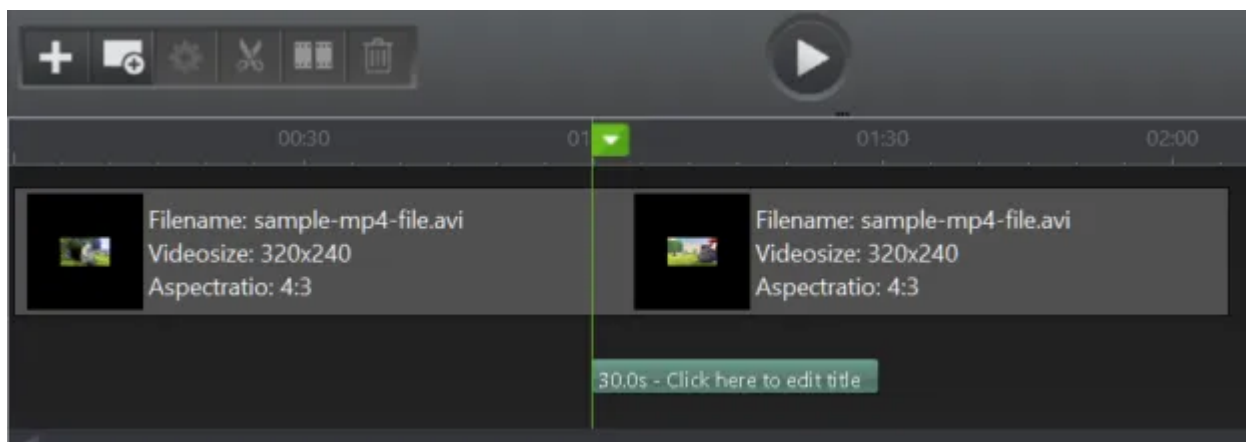 00:30
01
01:30
02:00
Filename: sample-mp4-file.avi
Videosize: 320x240
Aspectratio: 4:3
Filename: sample-mp4-file.avi
Videosize: 320x240
Aspectratio: 4:3
30.0s - Click here to edit title